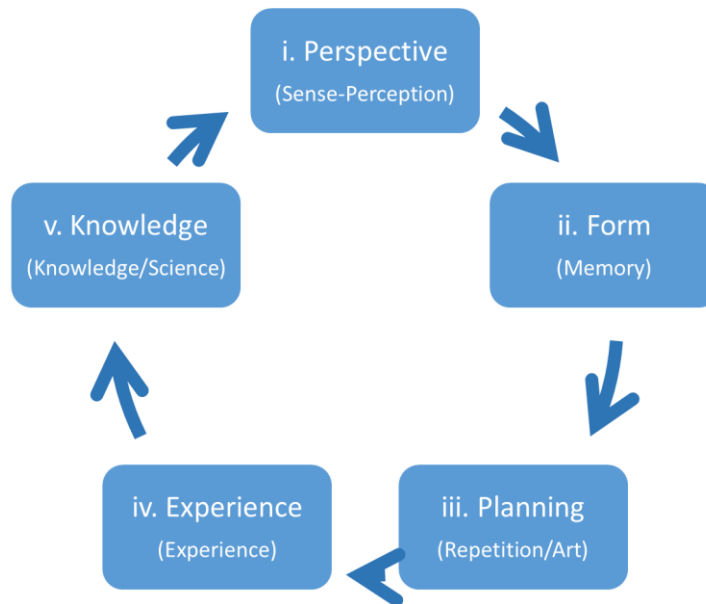 i. Perspective
(Sense-Perception)
ii. Form
(Memory)
iii. Planning
(Repetition/Art)
iv. Experience
(Experience)
v. Knowledge
(Knowledge/Science)